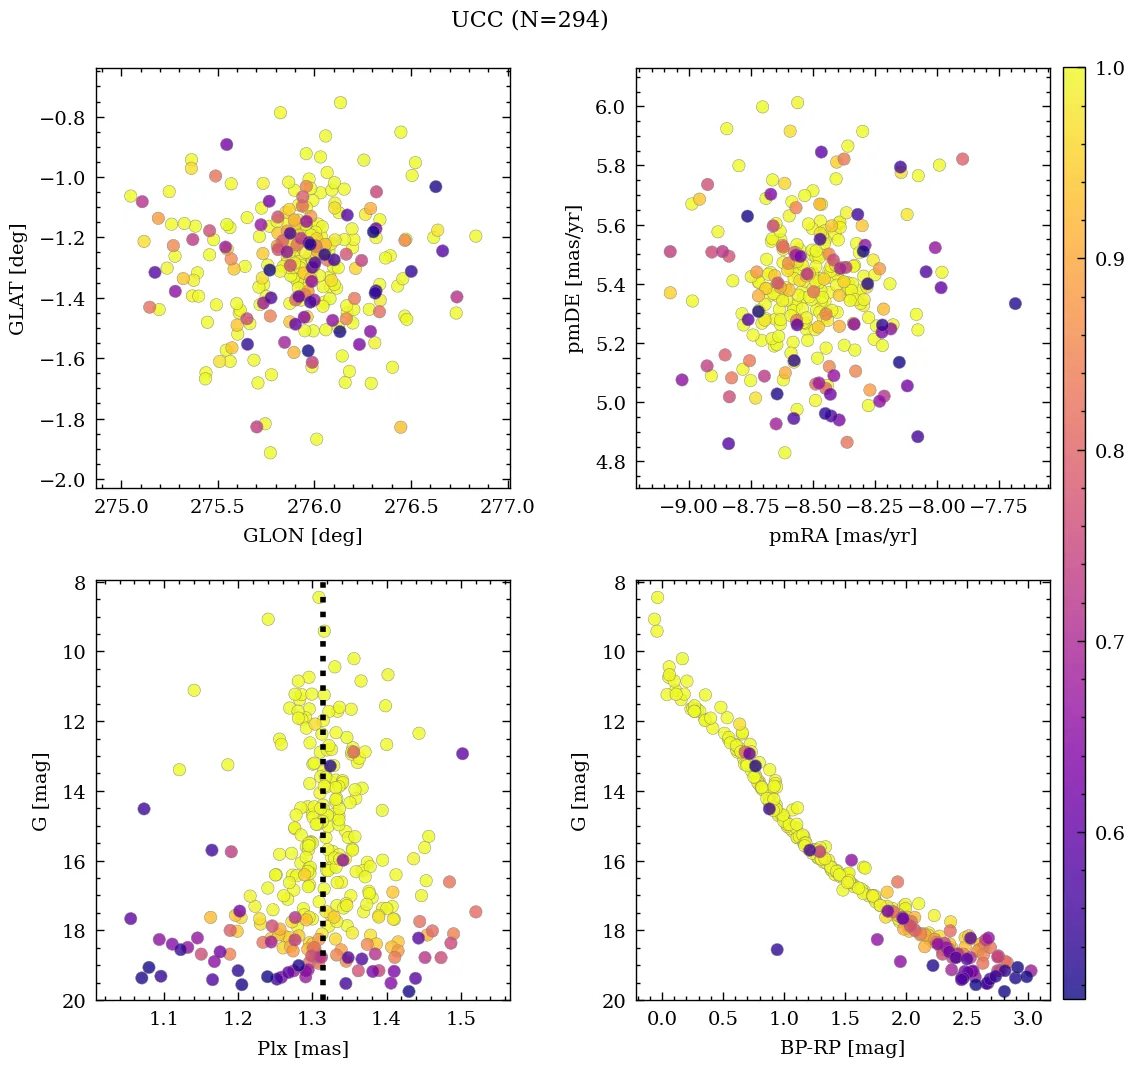 UCC (N=294)
−0.8
−1.0
−1.2
−1.4
−1.6
−1.8
−2.0
GLAT [deg]
275.0 275.5 276.0 276.5 277.0
GLON [deg]
6.0
5.8
5.6
5.4
5.2
5.0
4.8
pmDE [mas/yr]
−9.00 −8.75 −8.50 −8.25 −8.00 −7.75
pmRA [mas/yr]
1.0
0.9
0.8
0.7
0.6
8
10
12
14
16
18
20
G [mag]
1.1 1.2 1.3 1.4 1.5
Plx [mas]
8
10
12
14
16
18
20
G [mag]
0.0 0.5 1.0 1.5 2.0 2.5 3.0
BP-RP [mag]